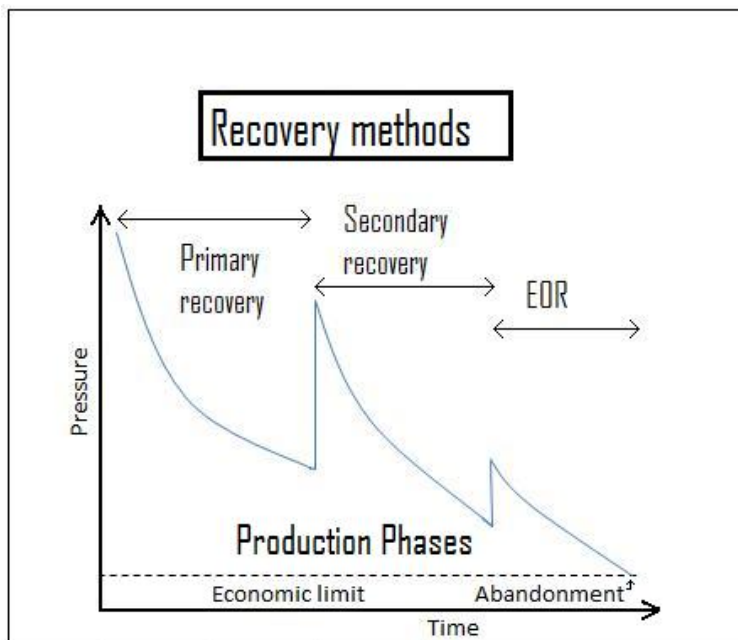 Recovery methods
Secondary
recovery
Primary
recovery
EOR
Pressure
Production Phases
Economic limit
Abandonment
Time